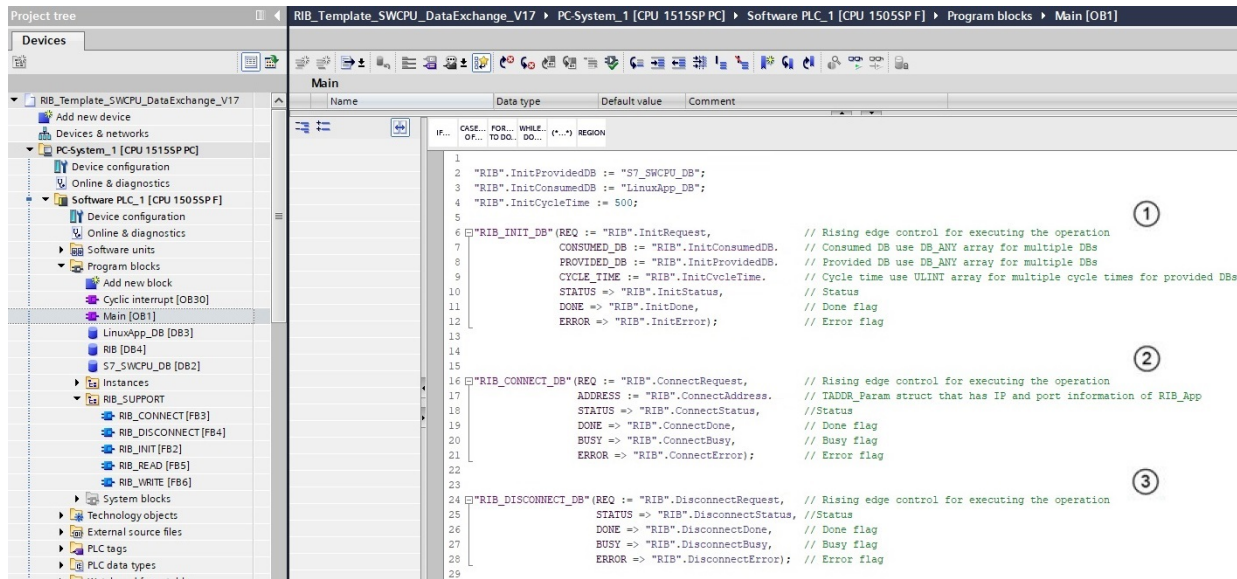 Project tree
RIB_Template_SWCPU_DataExchange_V17 ▸ PC-System_1 [CPU 1515SP PC] ▸ Software PLC_1 [CPU 1505SP F] ▸ Program blocks ▸ Main [OB1]
Devices
RIB_Template_SWCPU_DataExchange_V17
Add new device
Devices & networks
PC-System_1 [CPU 1515SP PC]
Device configuration
Online & diagnostics
Software PLC_1 [CPU 1505SP F]
Device configuration
Online & diagnostics
Software units
Program blocks
Add new block
Cyclic interrupt [OB30]
Main [OB1]
LinuxApp_DB [DB3]
RIB [DB4]
S7_SWCPU_DB [DB2]
Instances
RIB_SUPPORT
RIB_CONNECT [FB3]
RIB_DISCONNECT [FB4]
RIB_INIT [FB2]
RIB_READ [FB5]
RIB_WRITE [FB6]
System blocks
Technology objects
External source files
PLC tags
PLC data types
Main
Name Data type Default value Comment
IF... CASE... OF... FOR... TO DO... WHILE... DO... (*...*) REGION
1
2 "RIB".InitProvidedDB := "S7_SWCPU_DB";
3 "RIB".InitConsumedDB := "LinuxApp_DB";
4 "RIB".InitCycleTime := 500;
5
①
6 "RIB_INIT_DB"(REQ := "RIB".InitRequest, // Rising edge control for executing the operation
7 CONSUMED_DB := "RIB".InitConsumedDB. // Consumed DB use DB_ANY array for multiple DBs
8 PROVIDED_DB := "RIB".InitProvidedDB. // Provided DB use DB_ANY array for multiple DBs
9 CYCLE_TIME := "RIB".InitCycleTime. // Cycle time use ULINT array for multiple cycle times for provided DBs
10 STATUS => "RIB".InitStatus, // Status
11 DONE => "RIB".InitDone, // Done flag
12 ERROR => "RIB".InitError); // Error flag
13
14
15
②
16 "RIB_CONNECT_DB"(REQ := "RIB".ConnectRequest, // Rising edge control for executing the operation
17 ADDRESS := "RIB".ConnectAddress. // TADDR_Param struct that has IP and port information of RIB_App
18 STATUS => "RIB".ConnectStatus, //Status
19 DONE => "RIB".ConnectDone, // Done flag
20 BUSY => "RIB".ConnectBusy, // Busy flag
21 ERROR => "RIB".ConnectError); // Error flag
22
23
③
24 "RIB_DISCONNECT_DB"(REQ := "RIB".DisconnectRequest, // Rising edge control for executing the operation
25 STATUS => "RIB".DisconnectStatus, //Status
26 DONE => "RIB".DisconnectDone, // Done flag
27 BUSY => "RIB".DisconnectBusy, // Busy flag
28 ERROR => "RIB".DisconnectError); // Error flag
29